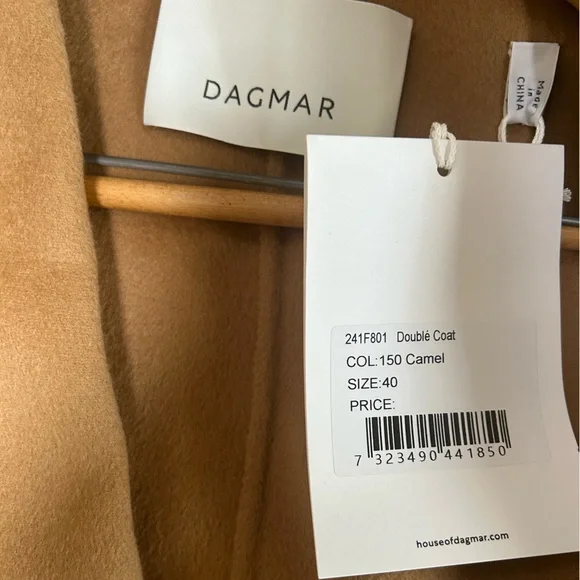 DAGMAR
Made
in
CHINA
241F801 Doublé Coat
COL:150 Camel
SIZE:40
PRICE:
7 323490 441850
houseofdagmar.com